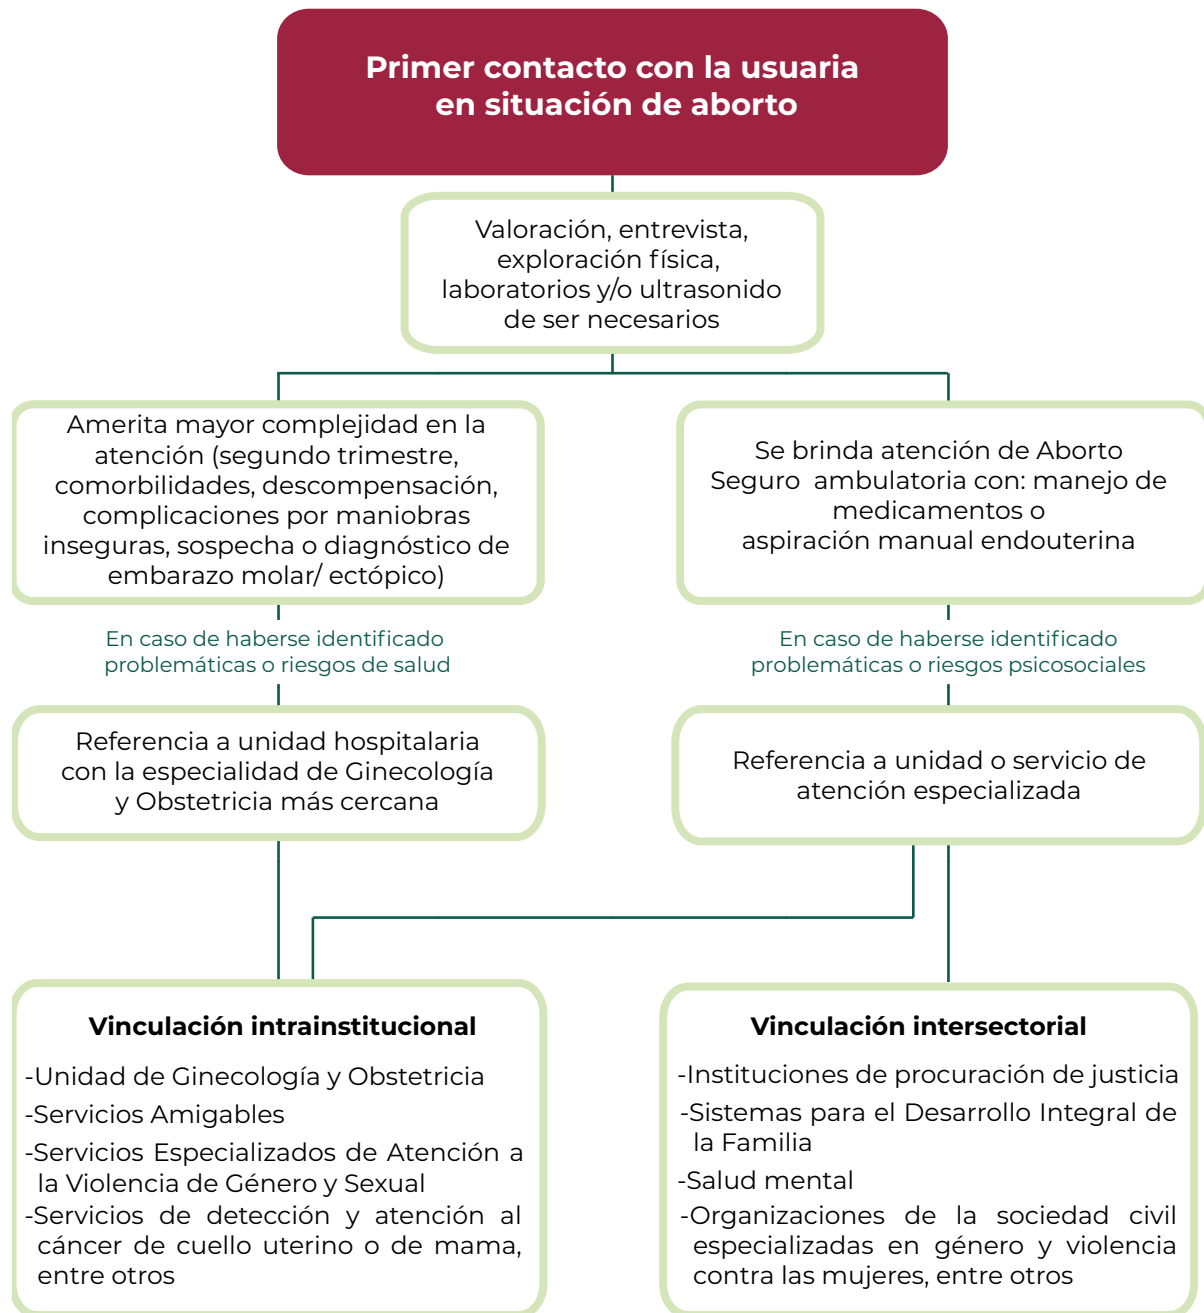 Primer contacto con la usuaria
en situación de aborto
Valoración, entrevista,
exploración física,
laboratorios y/o ultrasonido
de ser necesarios
Amerita mayor complejidad en la
atención (segundo trimestre,
comorbilidades, descompensación,
complicaciones por maniobras
inseguras, sospecha o diagnóstico de
embarazo molar/ ectópico)
Se brinda atención de Aborto
Seguro ambulatoria con: manejo de
medicamentos o
aspiración manual endouterina
En caso de haberse identificado
problemáticas o riesgos de salud
En caso de haberse identificado
problemáticas o riesgos psicosociales
Referencia a unidad hospitalaria
con la especialidad de Ginecología
y Obstetricia más cercana
Referencia a unidad o servicio de
atención especializada
Vinculación intrainstitucional
-Unidad de Ginecología y Obstetricia
-Servicios Amigables
-Servicios Especializados de Atención a
la Violencia de Género y Sexual
-Servicios de detección y atención al
cáncer de cuello uterino o de mama,
entre otros
Vinculación intersectorial
-Instituciones de procuración de justicia
-Sistemas para el Desarrollo Integral de
la Familia
-Salud mental
-Organizaciones de la sociedad civil
especializadas en género y violencia
contra las mujeres, entre otros